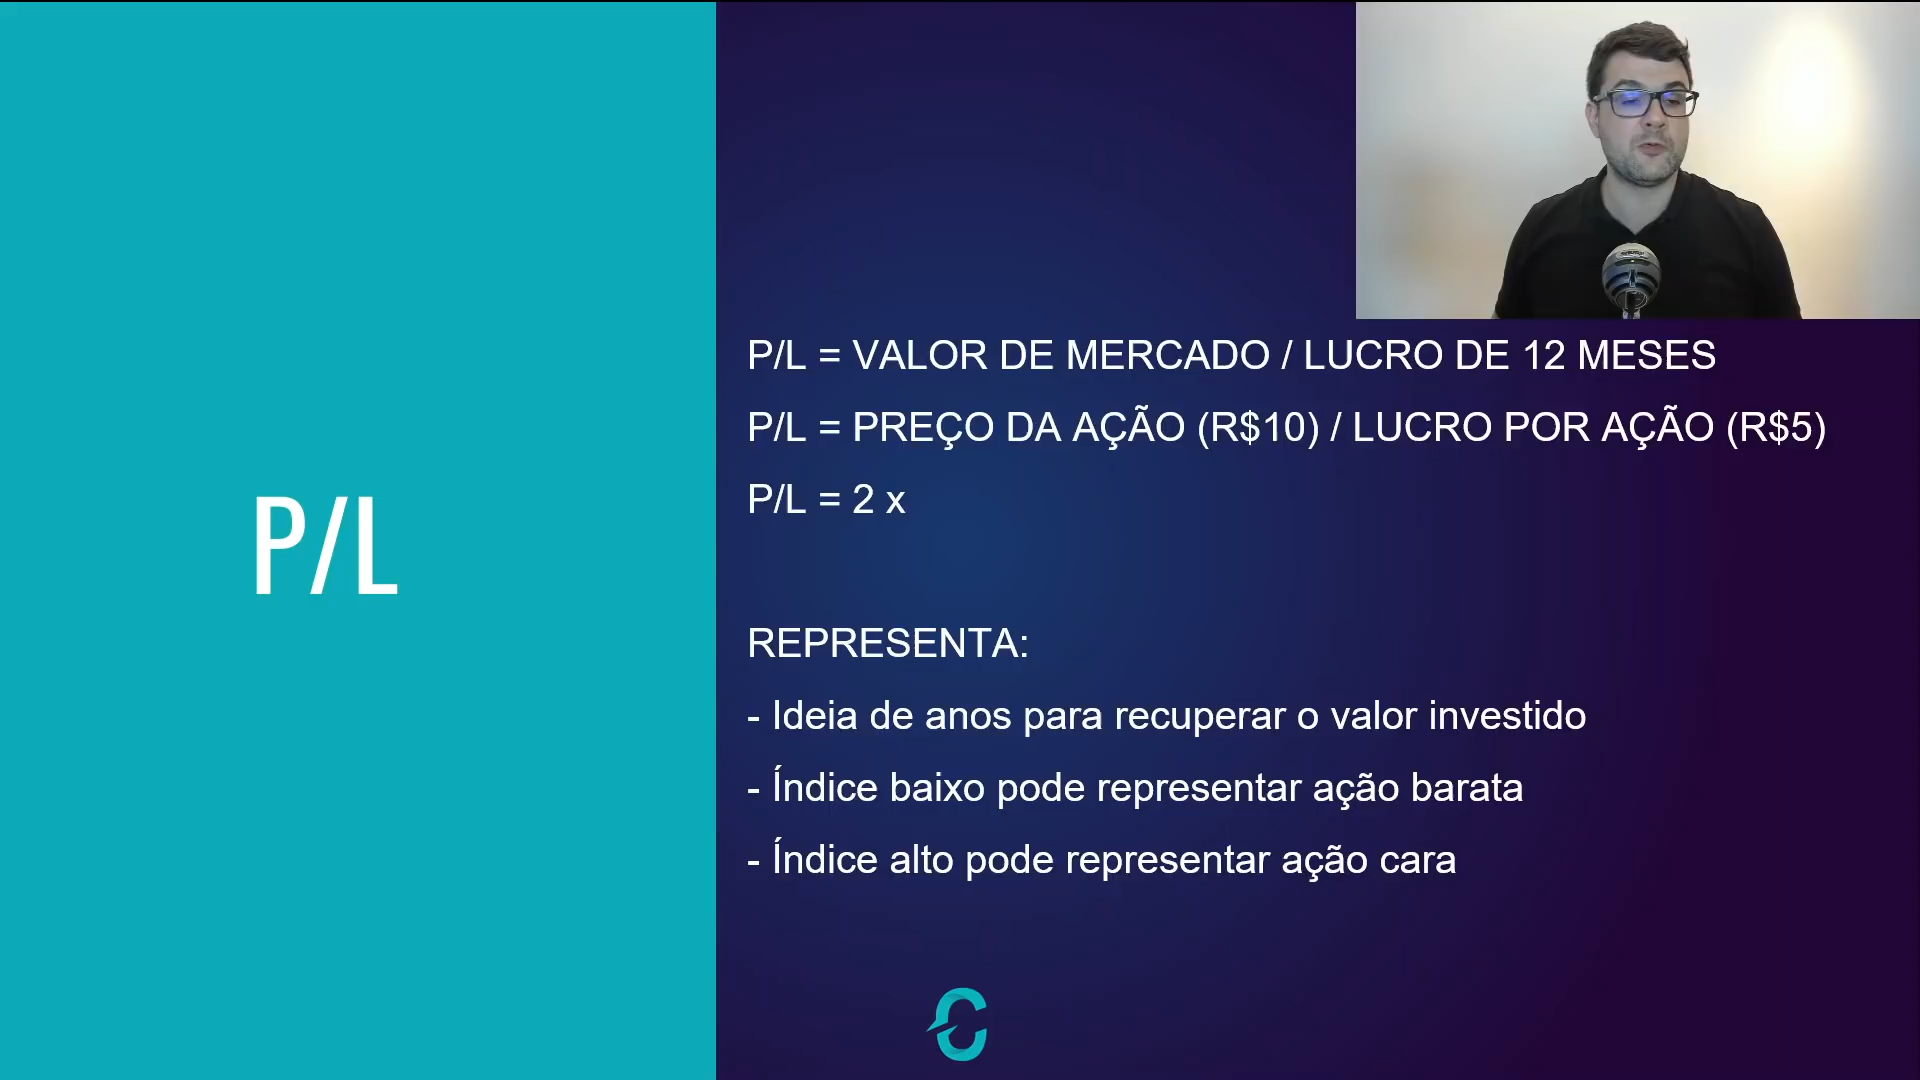 P/L
P/L = VALOR DE MERCADO / LUCRO DE 12 MESES
P/L = PREÇO DA AÇÃO (R$10) / LUCRO POR AÇÃO (R$5)
P/L = 2 x
REPRESENTA:
- Ideia de anos para recuperar o valor investido
- Índice baixo pode representar ação barata
- Índice alto pode representar ação cara